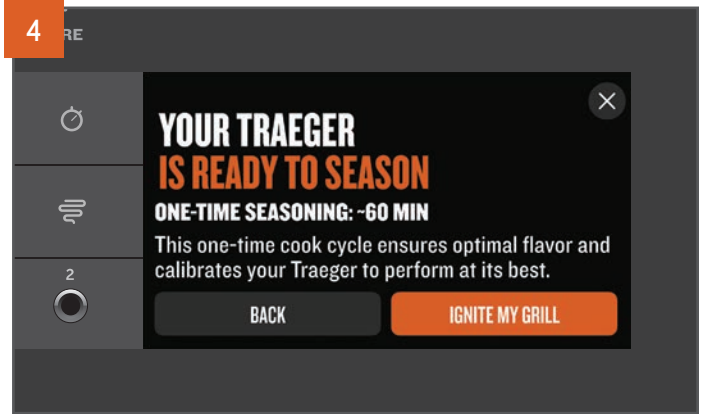 4
RE
YOUR TRAEGER
IS READY TO SEASON
ONE-TIME SEASONING: ~60 MIN
This one-time cook cycle ensures optimal flavor and
calibrates your Traeger to perform at its best.
2
BACK IGNITE MY GRILL